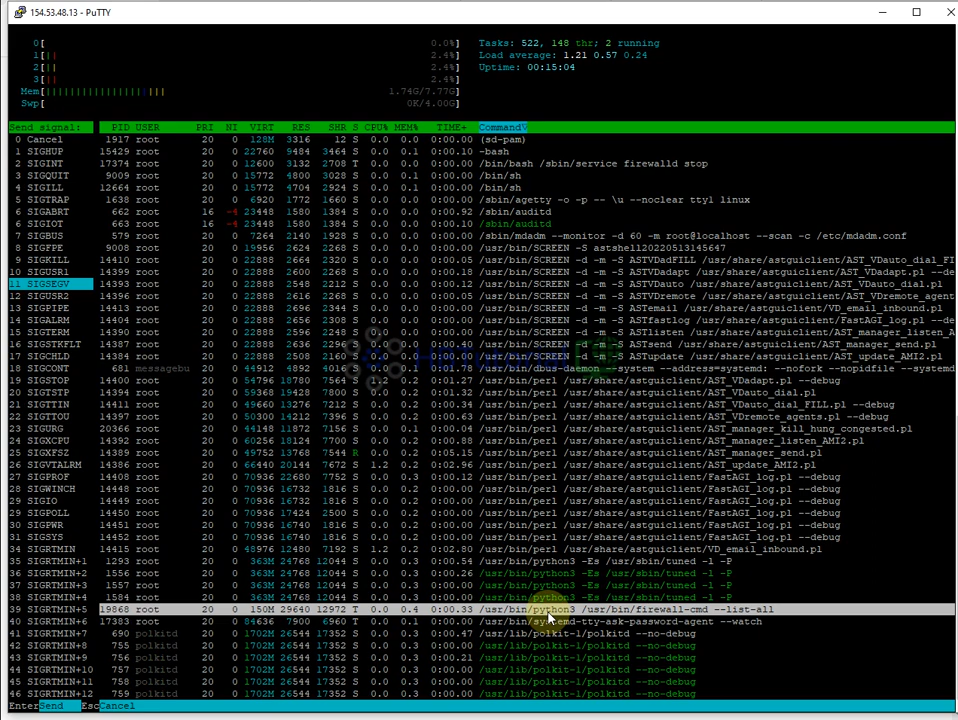 154.53.48.13 - PuTTY
0[ 0.0%] Tasks: 522, 148 thr; 2 running
1[|| 2.4%] Load average: 1.21 0.57 0.24
2[|| 2.4%] Uptime: 00:15:04
3[|| 2.4%]
Mem[||||||||||||||||||||| 1.74G/7.77G]
Swp[ 0K/4.00G]
Send signal: PID USER PRI NI VIRT RES SHR S CPU% MEM% TIME+ Command
0 Cancel 1917 root 20 0 128M 3316 12 S 0.0 0.0 0:00.00 (sd-pam)
1 SIGHUP 15429 root 20 0 22760 9484 3464 S 0.0 0.1 0:00.10 -bash
2 SIGINT 17374 root 20 0 12600 3132 2708 T 0.0 0.0 0:00.00 /bin/bash /sbin/service firewalld stop
3 SIGQUIT 9009 root 20 0 15772 4800 3028 S 0.0 0.1 0:00.00 /bin/sh
4 SIGILL 12664 root 20 0 15772 4704 2924 S 0.0 0.1 0:00.00 /bin/sh
5 SIGTRAP 1638 root 20 0 6920 1772 1660 S 0.0 0.0 0:00.00 /sbin/agetty -o -p -- \u --noclear tty1 linux
6 SIGABRT 662 root 16 -4 23448 1580 1384 S 0.0 0.0 0:00.92 /sbin/auditd
6 SIGIOT 663 root 16 -4 23448 1580 1384 S 0.0 0.0 0:00.00 /sbin/auditd
7 SIGBUS 579 root 20 0 7264 2140 1928 S 0.0 0.0 0:00.00 /sbin/mdadm --monitor -d 60 -m root@localhost --scan -c /etc/mdadm.conf
8 SIGFPE 9008 root 20 0 19956 2624 2268 S 0.0 0.0 0:00.00 /usr/bin/SCREEN -S astshell20220513145647
9 SIGKILL 14405 root 20 0 22888 2664 2320 S 0.0 0.0 0:00.05 /usr/bin/SCREEN -d -m -S ASTVDadFILL /usr/share/astguiclient/AST_VDauto_dial_FI
10 SIGUSR1 14399 root 20 0 22888 2600 2268 S 0.0 0.0 0:00.18 /usr/bin/SCREEN -d -m -S ASTVDadapt /usr/share/astguiclient/AST_VDadapt.pl --de
11 SIGSEGV 14393 root 20 0 22888 2548 2212 S 0.0 0.0 0:00.12 /usr/bin/SCREEN -d -m -S ASTVDauto /usr/share/astguiclient/AST_VDauto_dial.pl
12 SIGUSR2 14396 root 20 0 22888 2616 2268 S 0.0 0.0 0:00.05 /usr/bin/SCREEN -d -m -S ASTVDremote /usr/share/astguiclient/AST_VDremote_agent
13 SIGPIPE 14413 root 20 0 22888 2696 2344 S 0.0 0.0 0:00.01 /usr/bin/SCREEN -d -m -S ASTemail /usr/share/astguiclient/VD_email_inbound.pl
14 SIGALRM 14404 root 20 0 22888 2656 2308 S 0.0 0.0 0:00.01 /usr/bin/SCREEN -d -m -S ASTfastlog /usr/share/astguiclient/FastAGI_log.pl --de
15 SIGTERM 14390 root 20 0 22888 2596 2248 S 0.0 0.0 0:00.05 /usr/bin/SCREEN -d -m -S ASTlisten /usr/share/astguiclient/AST_manager_listen_A
16 SIGSTKFLT 14387 root 20 0 22888 2636 2296 S 0.0 0.0 /usr/bin/SCREEN -d -m -S ASTsend /usr/share/astguiclient/AST_manager_send.pl
17 SIGCHLD 14384 root 20 0 22888 2508 2160 S 0.0 /usr/bin/SCREEN -d -m -S ASTupdate /usr/share/astguiclient/AST_update_AMI2.pl
18 SIGCONT 681 messagebu 20 0 44912 4892 /usr/bin/dbus-daemon --system --address=systemd: --nofork --nopidfile --systemd
19 SIGSTOP 14400 root 20 0 54796 18780 7624 S 0:01.27 /usr/bin/perl /usr/share/astguiclient/AST_VDadapt.pl --debug
20 SIGTSTP 14394 root 20 0 59368 19428 7800 S 0.0 0.2 0:01.32 /usr/bin/perl /usr/share/astguiclient/AST_VDauto_dial.pl
21 SIGTTIN 14411 root 20 0 49660 13276 7272 S 0.0 0.2 0:00.34 /usr/bin/perl /usr/share/astguiclient/AST_VDauto_dial_FILL.pl --debug
22 SIGTTOU 14397 root 20 0 50300 14212 7396 S 0.0 0.2 0:00.63 /usr/bin/perl /usr/share/astguiclient/AST_VDremote_agents.pl --debug
23 SIGURG 20366 root 20 0 44148 11872 7156 S 0.0 0.1 0:00.04 /usr/bin/perl /usr/share/astguiclient/AST_manager_kill_hung_congested.pl
24 SIGXCPU 14392 root 20 0 60256 18124 7700 S 0.0 0.2 0:00.88 /usr/bin/perl /usr/share/astguiclient/AST_manager_listen_AMI2.pl
25 SIGXFSZ 14389 root 20 0 49752 13768 7544 R 0.0 0.2 0:05.15 /usr/bin/perl /usr/share/astguiclient/AST_manager_send.pl
26 SIGVTALRM 14386 root 20 0 66440 20144 7672 S 1.2 0.2 0:02.96 /usr/bin/perl /usr/share/astguiclient/AST_update_AMI2.pl
27 SIGPROF 14408 root 20 0 70936 22680 7752 S 0.0 0.3 0:00.12 /usr/bin/perl /usr/share/astguiclient/FastAGI_log.pl --debug
28 SIGWINCH 14448 root 20 0 70936 16732 1816 S 0.0 0.2 0:00.00 /usr/bin/perl /usr/share/astguiclient/FastAGI_log.pl --debug
29 SIGIO 14449 root 20 0 70936 16732 1816 S 0.0 0.2 0:00.00 /usr/bin/perl /usr/share/astguiclient/FastAGI_log.pl --debug
29 SIGPOLL 14450 root 20 0 70936 17424 2500 S 0.0 0.2 0:00.00 /usr/bin/perl /usr/share/astguiclient/FastAGI_log.pl --debug
30 SIGPWR 14451 root 20 0 70936 16732 1816 S 0.0 0.2 0:00.00 /usr/bin/perl /usr/share/astguiclient/FastAGI_log.pl --debug
31 SIGSYS 14452 root 20 0 70936 16732 1816 S 0.0 0.2 0:00.00 /usr/bin/perl /usr/share/astguiclient/FastAGI_log.pl --debug
34 SIGRTMIN 14415 root 20 0 48976 12480 7192 S 1.2 0.2 0:02.80 /usr/bin/perl /usr/share/astguiclient/VD_email_inbound.pl
35 SIGRTMIN+1 1293 root 20 0 363M 24768 12044 S 0.0 0.3 0:00.54 /usr/bin/python3 -Es /usr/sbin/tuned -l -P
36 SIGRTMIN+2 1573 root 20 0 363M 24768 12044 S 0.0 0.3 0:00.26 /usr/bin/python3 -Es /usr/sbin/tuned -l -P
37 SIGRTMIN+3 1557 root 20 0 363M 24768 12044 S 0.0 0.3 0:00.00 /usr/bin/python3 -Es /usr/sbin/tuned -l -P
38 SIGRTMIN+4 1584 root 20 0 363M 24768 12044 S 0.0 0.3 0:00.00 /usr/bin/python3 -Es /usr/sbin/tuned -l -P
39 SIGRTMIN+5 19868 root 20 0 150M 29640 12972 T 0.0 0.4 0:00.33 /usr/bin/python3 /usr/bin/firewall-cmd --list-all
40 SIGRTMIN+6 17383 root 20 0 84636 7900 6960 T 0.0 0.1 0:00.00 /usr/bin/systemd-tty-ask-password-agent --watch
41 SIGRTMIN+7 690 polkitd 20 0 1702M 26544 17352 S 0.0 0.3 0:00.47 /usr/lib/polkit-1/polkitd --no-debug
42 SIGRTMIN+8 755 polkitd 20 0 1702M 26544 17352 S 0.0 0.3 0:00.00 /usr/lib/polkit-1/polkitd --no-debug
43 SIGRTMIN+9 756 polkitd 20 0 1702M 26544 17352 S 0.0 0.3 0:00.21 /usr/lib/polkit-1/polkitd --no-debug
44 SIGRTMIN+10 757 polkitd 20 0 1702M 26544 17352 S 0.0 0.3 0:00.00 /usr/lib/polkit-1/polkitd --no-debug
45 SIGRTMIN+11 758 polkitd 20 0 1702M 26544 17352 S 0.0 0.3 0:00.00 /usr/lib/polkit-1/polkitd --no-debug
46 SIGRTMIN+12 759 polkitd 20 0 1702M 26544 17352 S 0.0 0.3 0:00.00 /usr/lib/polkit-1/polkitd --no-debug
EnterSend EscCancel